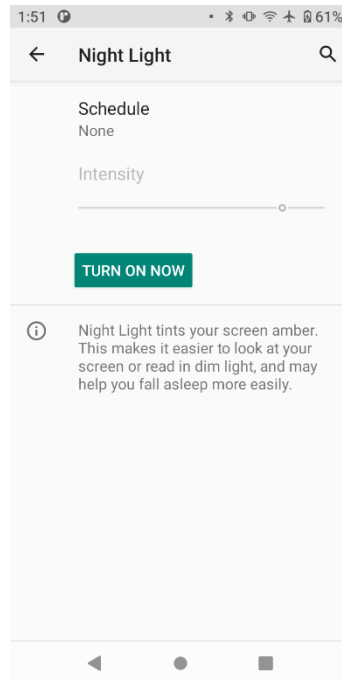 1:51 61%
Night Light
Schedule
None
Intensity
TURN ON NOW
Night Light tints your screen amber.
This makes it easier to look at your
screen or read in dim light, and may
help you fall asleep more easily.